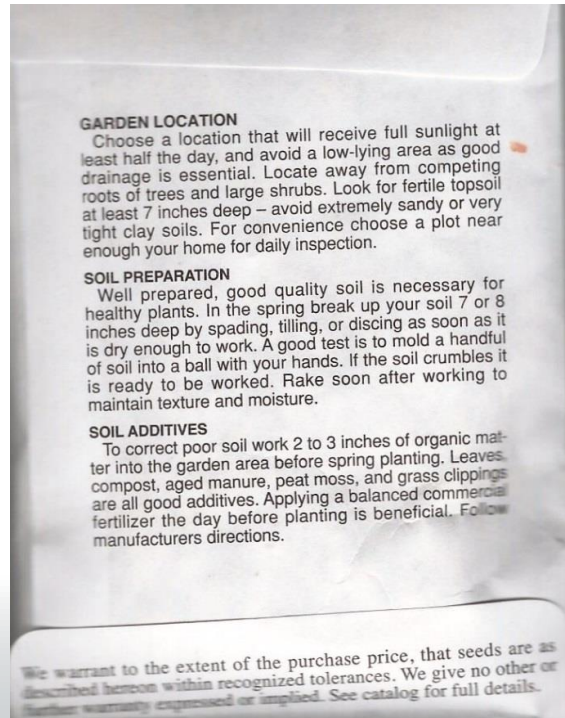 GARDEN LOCATION
Choose a location that will receive full sunlight at
least half the day, and avoid a low-lying area as good
drainage is essential. Locate away from competing
roots of trees and large shrubs. Look for fertile topsoil
at least 7 inches deep – avoid extremely sandy or very
tight clay soils. For convenience choose a plot near
enough your home for daily inspection.
SOIL PREPARATION
Well prepared, good quality soil is necessary for
healthy plants. In the spring break up your soil 7 or 8
inches deep by spading, tilling, or discing as soon as it
is dry enough to work. A good test is to mold a handful
of soil into a ball with your hands. If the soil crumbles it
is ready to be worked. Rake soon after working to
maintain texture and moisture.
SOIL ADDITIVES
To correct poor soil work 2 to 3 inches of organic mat-
ter into the garden area before spring planting. Leaves,
compost, aged manure, peat moss, and grass clippings
are all good additives. Applying a balanced commercial
fertilizer the day before planting is beneficial. Follow
manufacturers directions.
We warrant to the extent of the purchase price, that seeds are as
described hereon within recognized tolerances. We give no other or
further warranty expressed or implied. See catalog for full details.